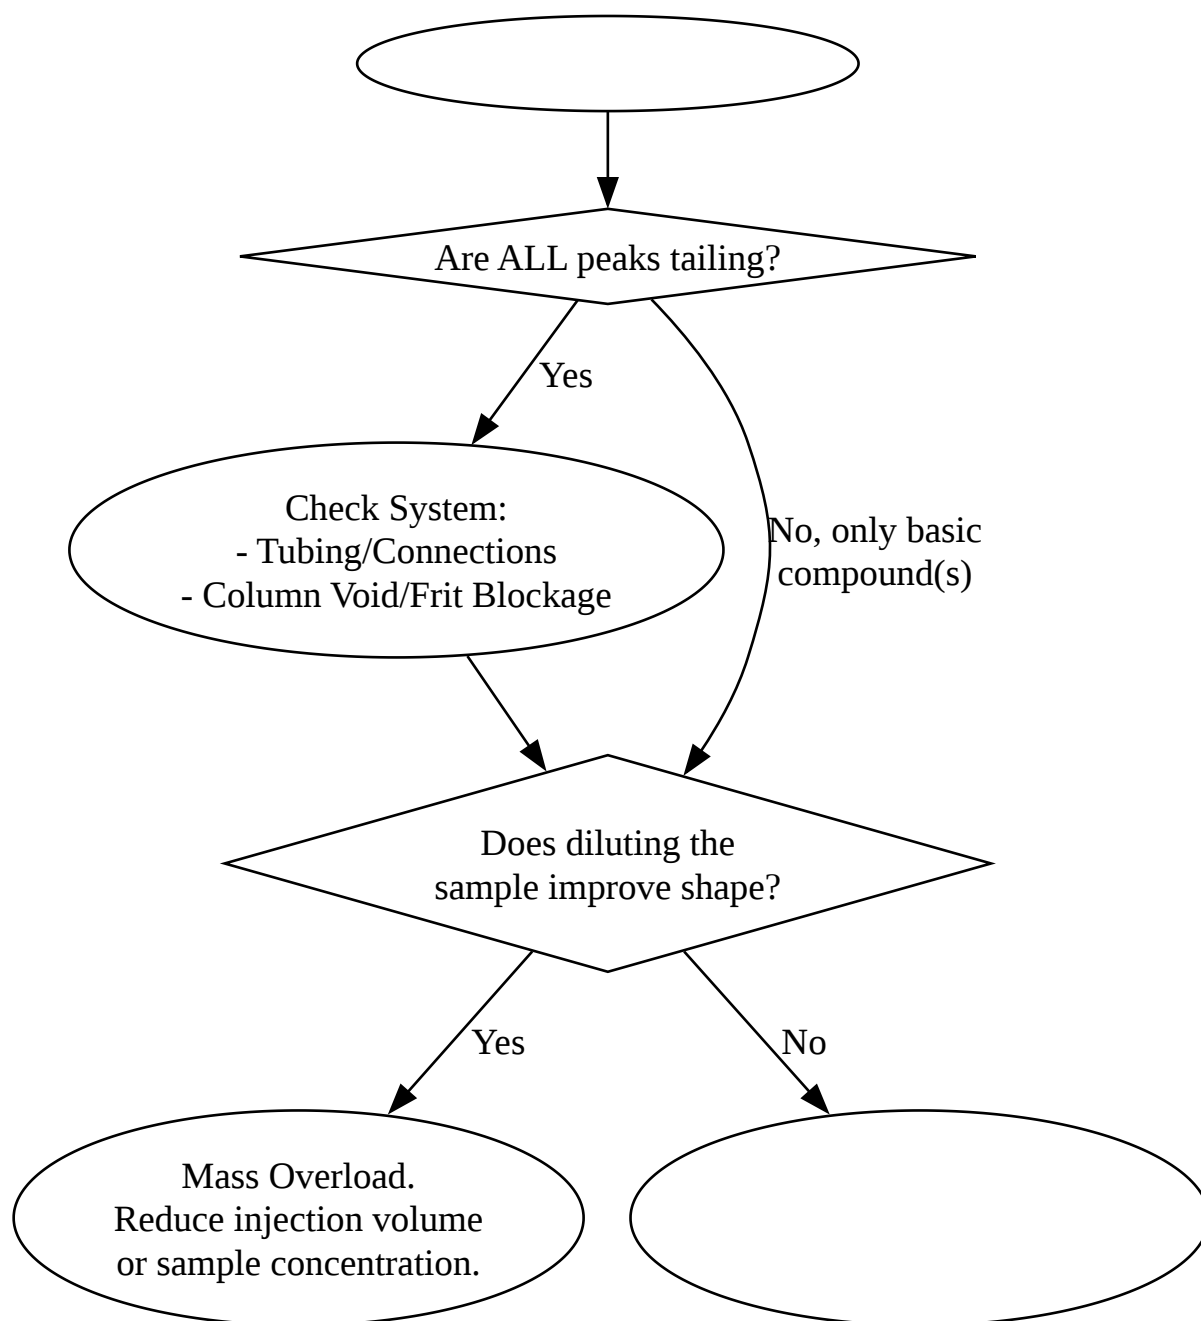 Are ALL peaks tailing?
Yes
Check System:
- Tubing/Connections
- Column Void/Frit Blockage
No, only basic
compound(s)
Does diluting the
sample improve shape?
Yes
No
Mass Overload.
Reduce injection volume
or sample concentration.